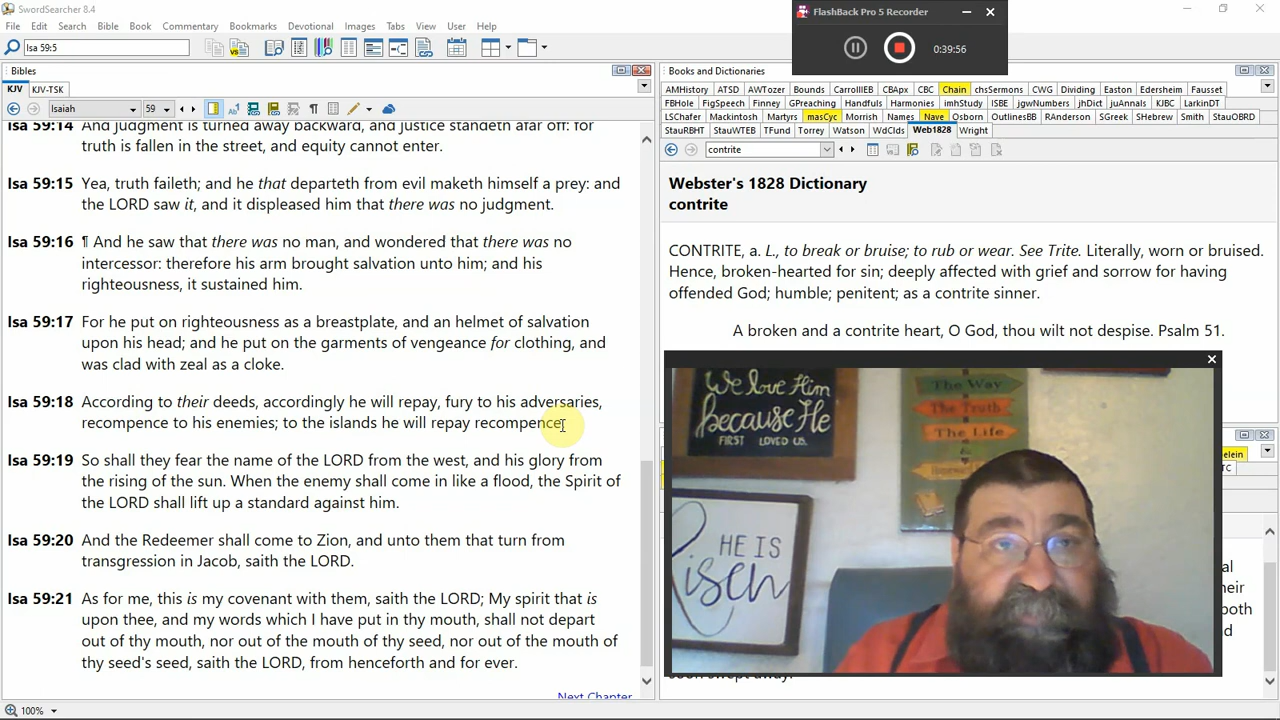 SwordSearcher 8.4
File Edit Search Bible Book Commentary Bookmarks Devotional Images Tabs View User Help
Isa 59:5
FlashBack Pro 5 Recorder
0:39:56
Bibles
KJV KJV-TSK
Isaiah 59
Isa 59:14 And judgment is turned away backward, and justice standeth afar off: for
truth is fallen in the street, and equity cannot enter.
Isa 59:15 Yea, truth faileth; and he that departeth from evil maketh himself a prey: and
the LORD saw it, and it displeased him that there was no judgment.
Isa 59:16 ¶ And he saw that there was no man, and wondered that there was no
intercessor: therefore his arm brought salvation unto him; and his
righteousness, it sustained him.
Isa 59:17 For he put on righteousness as a breastplate, and an helmet of salvation
upon his head; and he put on the garments of vengeance for clothing, and
was clad with zeal as a cloke.
Isa 59:18 According to their deeds, accordingly he will repay, fury to his adversaries,
recompence to his enemies; to the islands he will repay recompence.
Isa 59:19 So shall they fear the name of the LORD from the west, and his glory from
the rising of the sun. When the enemy shall come in like a flood, the Spirit of
the LORD shall lift up a standard against him.
Isa 59:20 And the Redeemer shall come to Zion, and unto them that turn from
transgression in Jacob, saith the LORD.
Isa 59:21 As for me, this is my covenant with them, saith the LORD; My spirit that is
upon thee, and my words which I have put in thy mouth, shall not depart
out of thy mouth, nor out of the mouth of thy seed, nor out of the mouth of
thy seed's seed, saith the LORD, from henceforth and for ever.
Next Chapter
100%
Books and Dictionaries
AMHistory ATSD AWTozer Bounds CarrollEB CBApx CBC Chain chsSermons CWG Dividing Easton Edersheim Fausset
FBHole FigSpeech Finney GPreaching Handfuls Harmonies imhStudy ISBE jgwNumbers jhDict juAnnals KJBC LarkinDT
LSChafer Mackintosh Martyrs masCyc Morrish Names Nave Osborn OutlinesBB RAnderson SGreek SHebrew Smith StauOBRD
StauRBHT StauWTEB TFund Torrey Watson WdClds Web1828 Wright
contrite
Webster's 1828 Dictionary
contrite
CONTRITE, a. L., to break or bruise; to rub or wear. See Trite. Literally, worn or bruised.
Hence, broken-hearted for sin; deeply affected with grief and sorrow for having
offended God; humble; penitent; as a contrite sinner.
A broken and a contrite heart, O God, thou wilt not despise. Psalm 51.
We love Him
because He
FIRST LOVED US.
The Way
The Truth
The Life
HE IS
Risen
both